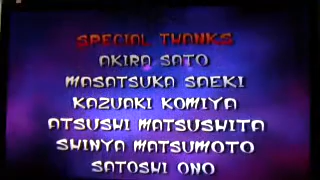 SPECIAL THANKS
AKIRA SATO
MASATSUKA SAEKI
KAZUAKI KOMIYA
ATSUSHI MATSUSHITA
SHINYA MATSUMOTO
SATOSHI ONO